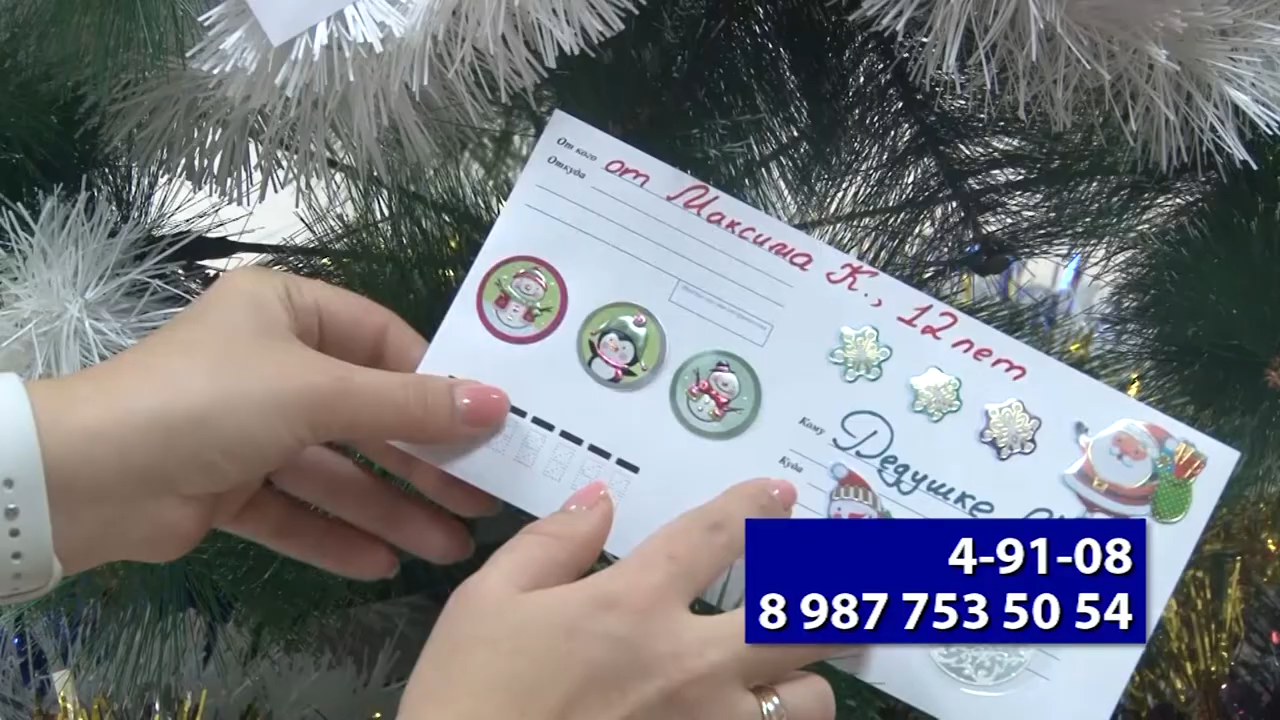 От кого от Максима К., 12 лет
Откуда
Кому Дедушке
Куда
4-91-08
8 987 753 50 54